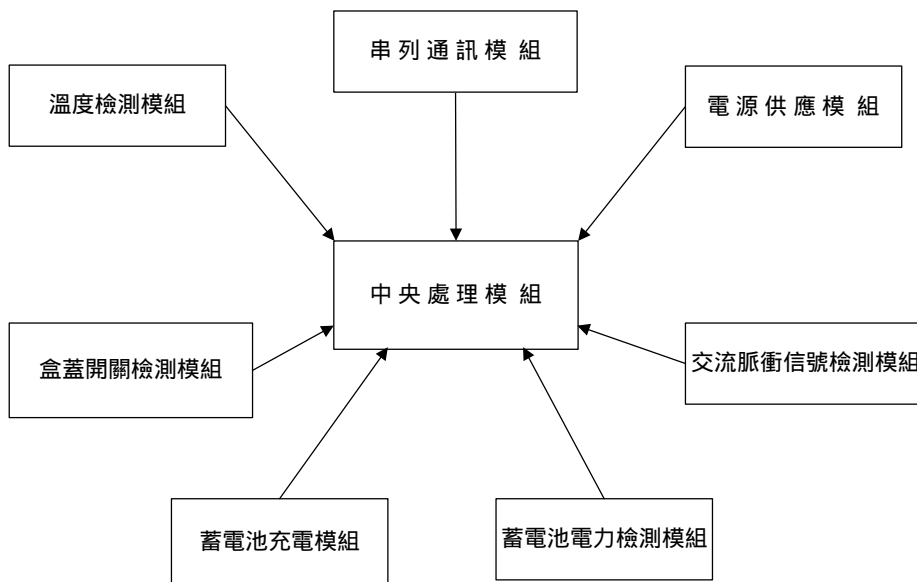 串列通訊模 組
溫度檢測模組
電源供應模 組
中央處理模 組
盒蓋開關檢測模組
交流脈衝信號檢測模組
蓄電池充電模組
蓄電池電力檢測模組